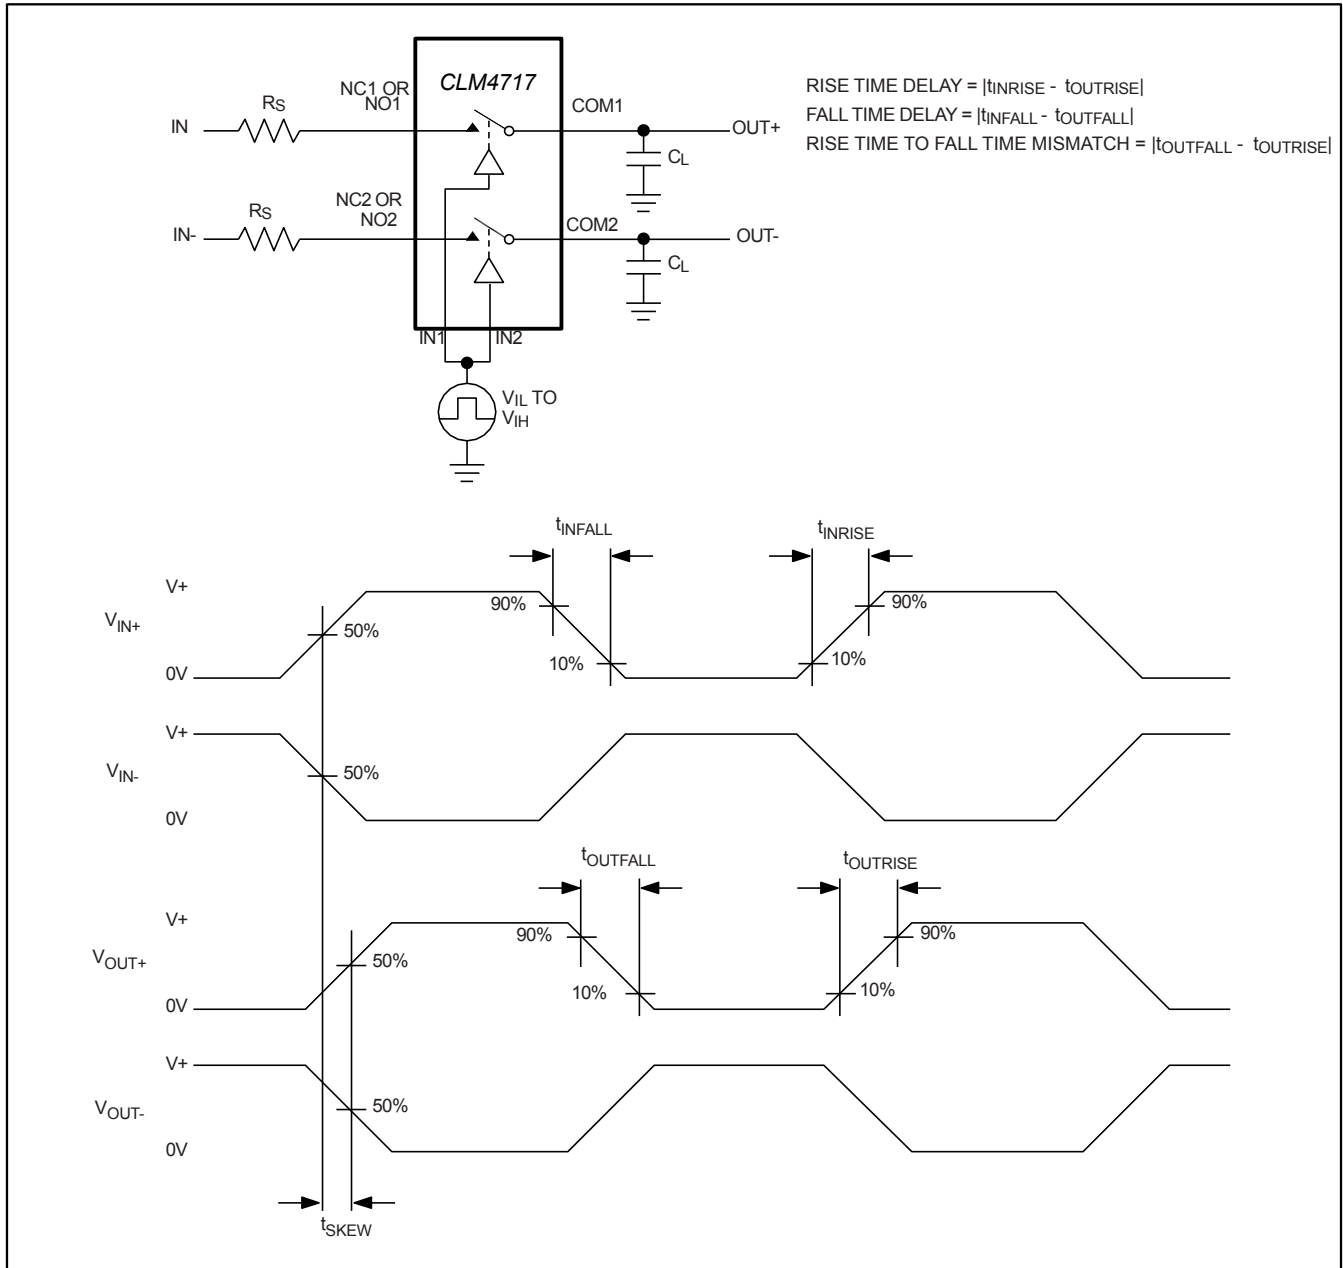 CLM4717
NC1 OR
NO1
RS
IN
COM1
OUT+
CL
NC2 OR
NO2
RS
IN-
COM2
OUT-
CL
IN1
IN2
VIL TO
VIH
RISE TIME DELAY = |tINRISE - tOUTRISE|
FALL TIME DELAY = |tINFALL - tOUTFALL|
RISE TIME TO FALL TIME MISMATCH = |tOUTFALL - tOUTRISE|
tINFALL
tINRISE
V+
VIN+
0V
50%
90%
10%
10%
90%
V+
VIN-
0V
50%
tOUTFALL
tOUTRISE
V+
VOUT+
0V
50%
90%
10%
10%
90%
V+
VOUT-
0V
50%
tSKEW